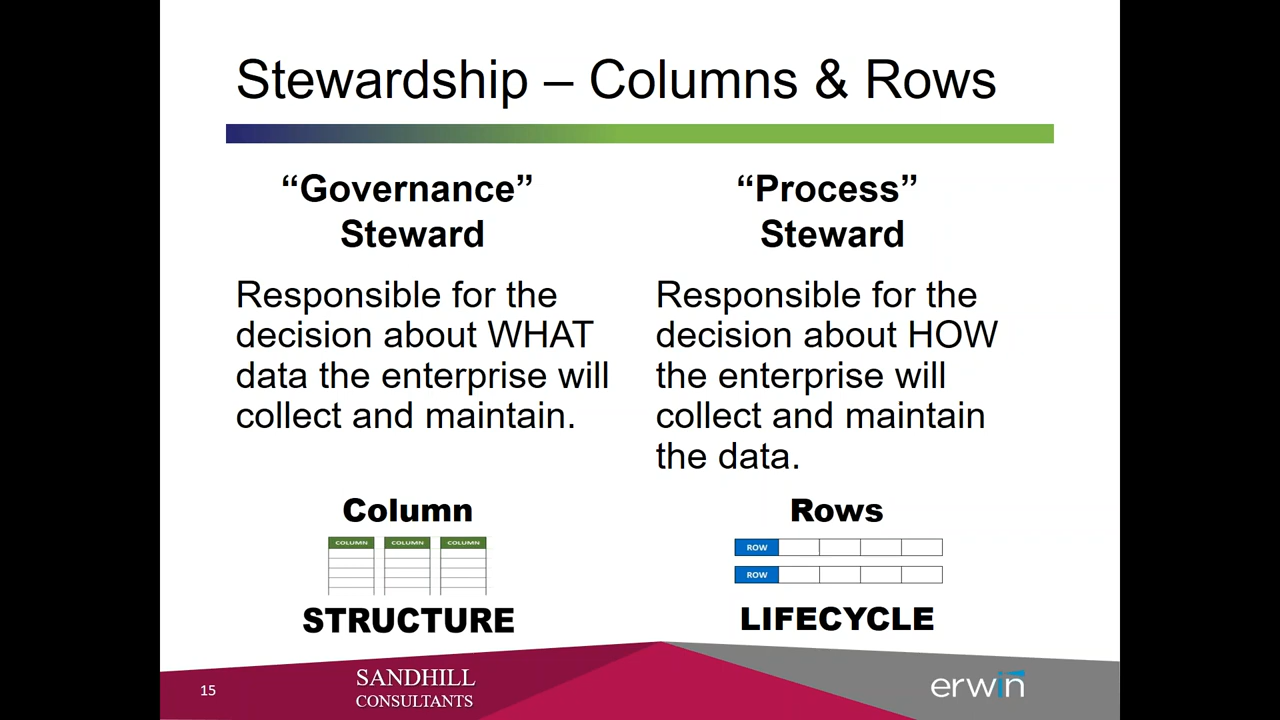 Stewardship – Columns & Rows
“Governance”
Steward
Responsible for the
decision about WHAT
data the enterprise will
collect and maintain.
Column
COLUMN COLUMN COLUMN
STRUCTURE
“Process”
Steward
Responsible for the
decision about HOW
the enterprise will
collect and maintain
the data.
Rows
ROW
ROW
LIFECYCLE
15
SANDHILL
CONSULTANTS
erwin